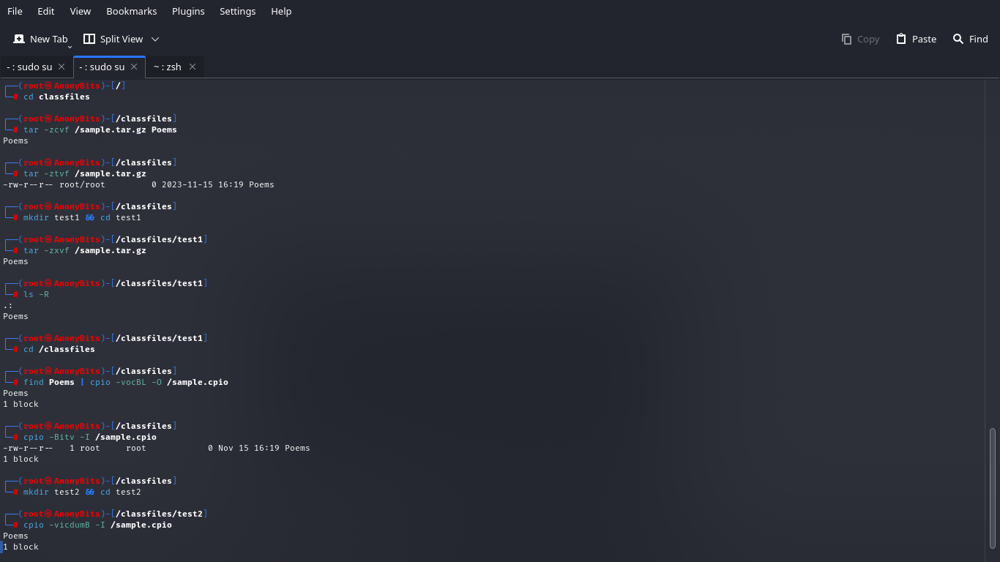 File Edit View Bookmarks Plugins Settings Help
New Tab Split View Copy Paste Find
- : sudo su - : sudo su ~ : zsh
┌──(root㉿AnonyBits)-[/]
└─# cd classfiles
┌──(root㉿AnonyBits)-[/classfiles]
└─# tar -zcvf /sample.tar.gz Poems
Poems
┌──(root㉿AnonyBits)-[/classfiles]
└─# tar -ztvf /sample.tar.gz
-rw-r--r-- root/root         0 2023-11-15 16:19 Poems
┌──(root㉿AnonyBits)-[/classfiles]
└─# mkdir test1 && cd test1
┌──(root㉿AnonyBits)-[/classfiles/test1]
└─# tar -zxvf /sample.tar.gz
Poems
┌──(root㉿AnonyBits)-[/classfiles/test1]
└─# ls -R
.:
Poems
┌──(root㉿AnonyBits)-[/classfiles/test1]
└─# cd /classfiles
┌──(root㉿AnonyBits)-[/classfiles]
└─# find Poems | cpio -vocBL -O /sample.cpio
Poems
1 block
┌──(root㉿AnonyBits)-[/classfiles]
└─# cpio -Bitv -I /sample.cpio
-rw-r--r--   1 root     root            0 Nov 15 16:19 Poems
1 block
┌──(root㉿AnonyBits)-[/classfiles]
└─# mkdir test2 && cd test2
┌──(root㉿AnonyBits)-[/classfiles/test2]
└─# cpio -vicdumB -I /sample.cpio
Poems
1 block